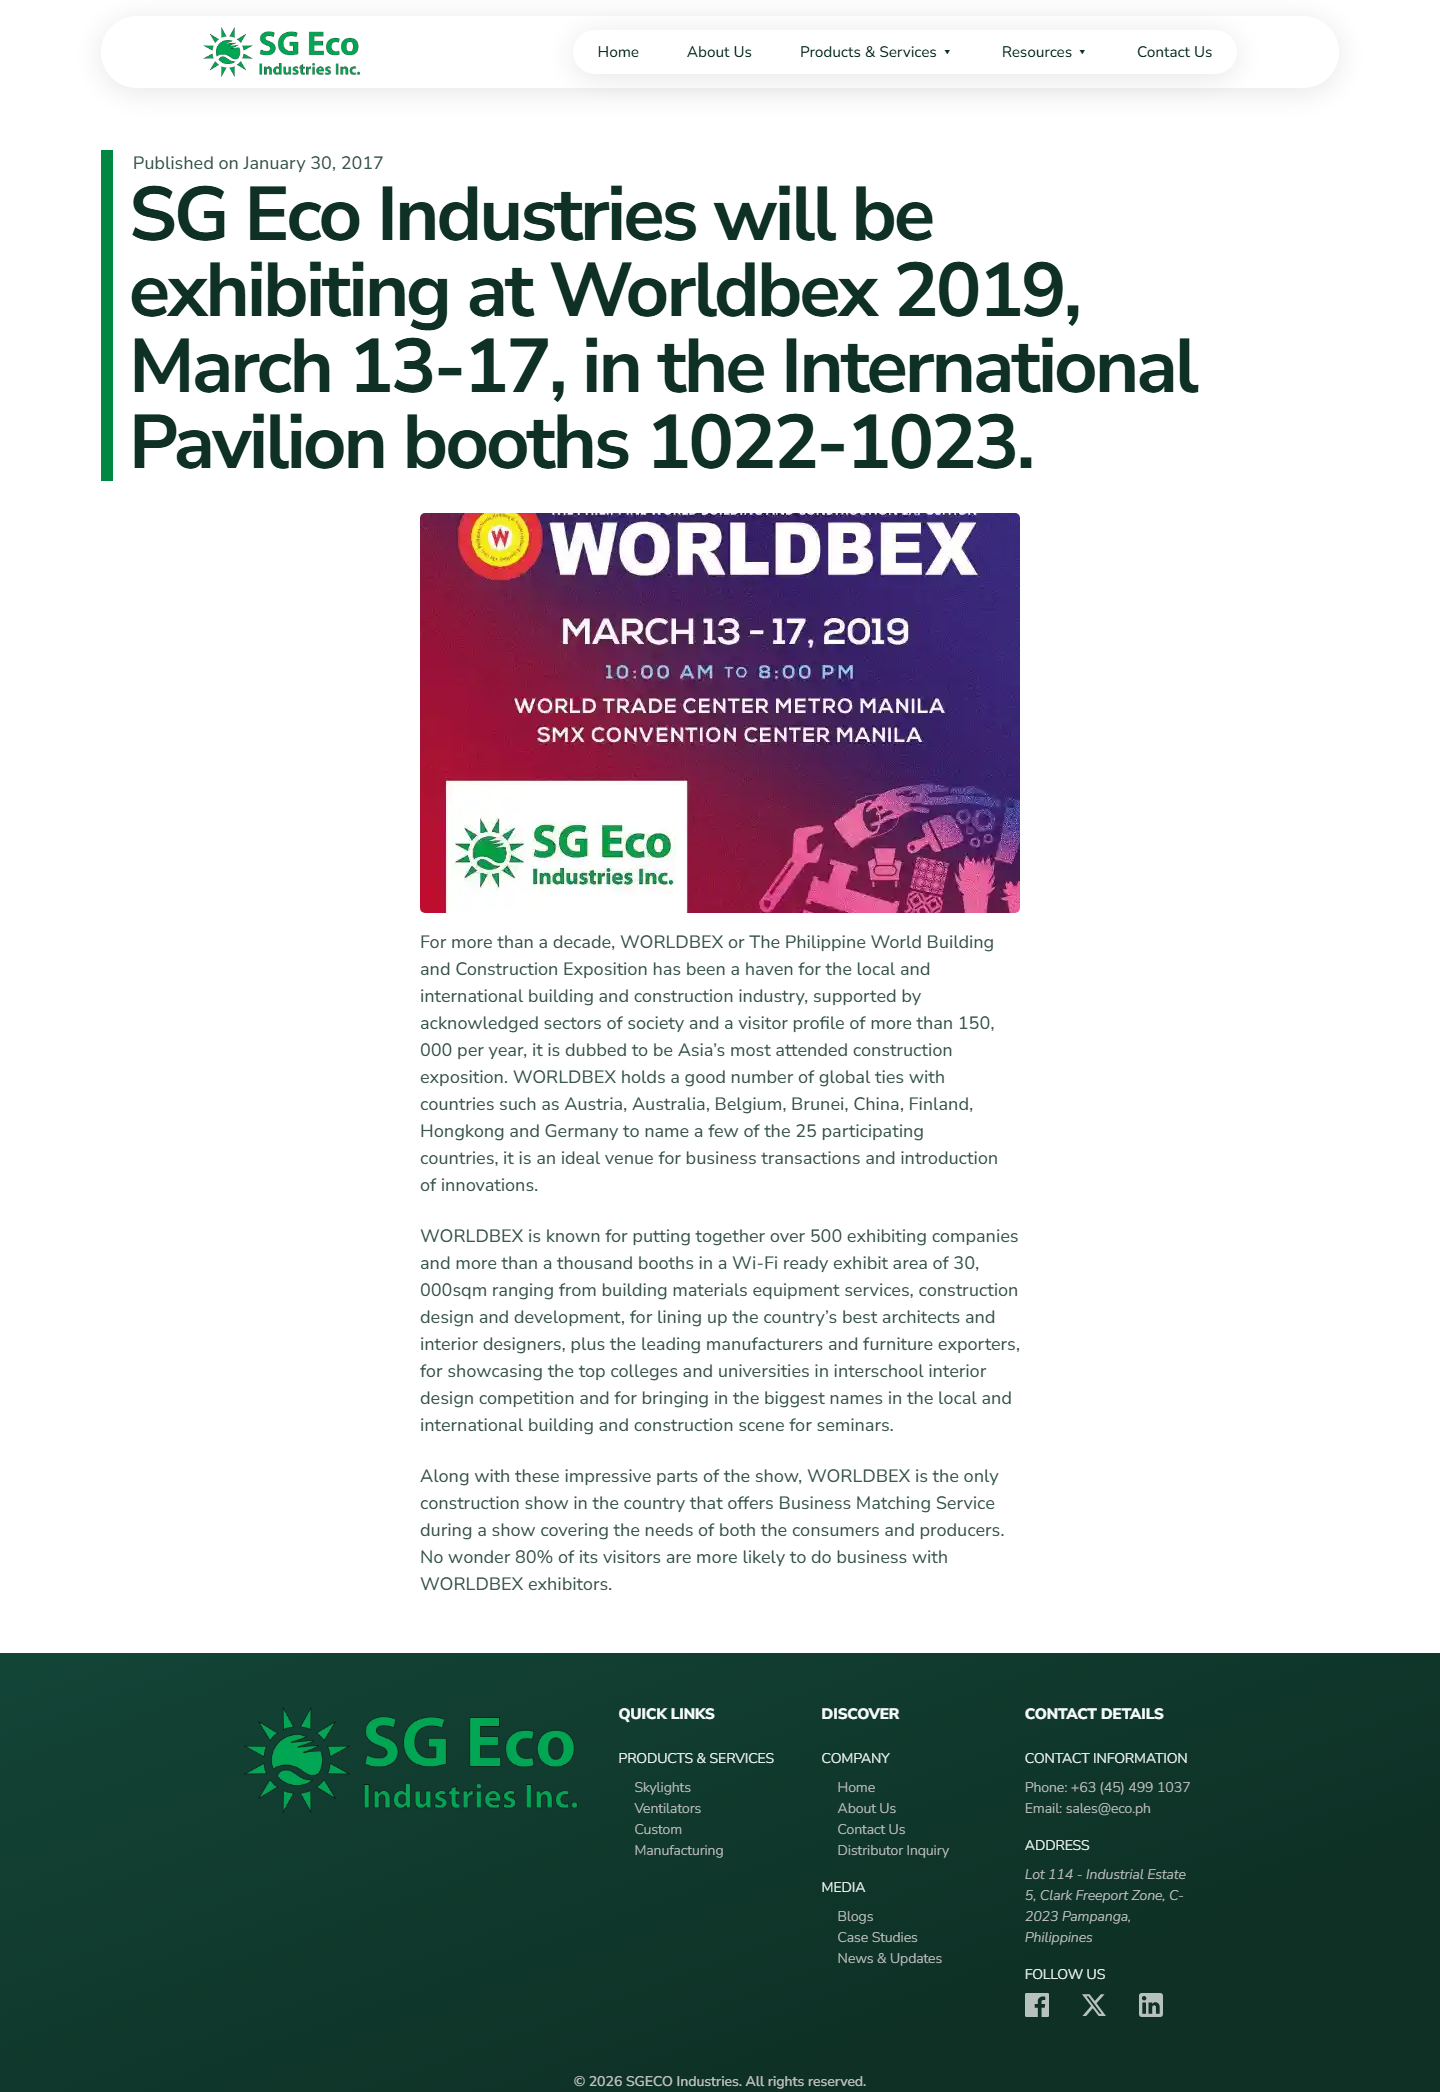 SG Eco
Industries Inc.
Home
About Us
Products & Services
Resources
Contact Us
Published on January 30, 2017
SG Eco Industries will be
exhibiting at Worldbex 2019,
March 13-17, in the International
Pavilion booths 1022-1023.
W
WORLDBEX
MARCH 13 - 17, 2019
10:00 AM TO 8:00 PM
WORLD TRADE CENTER METRO MANILA
SMX CONVENTION CENTER MANILA
SG Eco
Industries Inc.
For more than a decade, WORLDBEX or The Philippine World Building
and Construction Exposition has been a haven for the local and
international building and construction industry, supported by
acknowledged sectors of society and a visitor profile of more than 150,
000 per year, it is dubbed to be Asia’s most attended construction
exposition. WORLDBEX holds a good number of global ties with
countries such as Austria, Australia, Belgium, Brunei, China, Finland,
Hongkong and Germany to name a few of the 25 participating
countries, it is an ideal venue for business transactions and introduction
of innovations.
WORLDBEX is known for putting together over 500 exhibiting companies
and more than a thousand booths in a Wi-Fi ready exhibit area of 30,
000sqm ranging from building materials equipment services, construction
design and development, for lining up the country’s best architects and
interior designers, plus the leading manufacturers and furniture exporters,
for showcasing the top colleges and universities in interschool interior
design competition and for bringing in the biggest names in the local and
international building and construction scene for seminars.
Along with these impressive parts of the show, WORLDBEX is the only
construction show in the country that offers Business Matching Service
during a show covering the needs of both the consumers and producers.
No wonder 80% of its visitors are more likely to do business with
WORLDBEX exhibitors.
SG Eco
Industries Inc.
QUICK LINKS
PRODUCTS & SERVICES
Skylights
Ventilators
Custom
Manufacturing
DISCOVER
COMPANY
Home
About Us
Contact Us
Distributor Inquiry
MEDIA
Blogs
Case Studies
News & Updates
CONTACT DETAILS
CONTACT INFORMATION
Phone: +63 (45) 499 1037
Email: sales@eco.ph
ADDRESS
Lot 114 - Industrial Estate
5, Clark Freeport Zone, C-
2023 Pampanga,
Philippines
FOLLOW US
© 2026 SGECO Industries. All rights reserved.